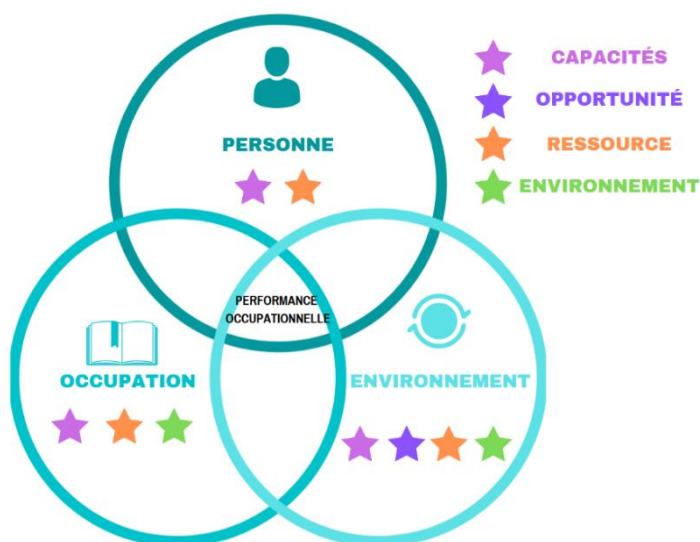 CAPACITÉS
OPPORTUNITÉ
RESSOURCE
ENVIRONNEMENT
PERSONNE
PERFORMANCE
OCCUPATIONNELLE
OCCUPATION
ENVIRONNEMENT